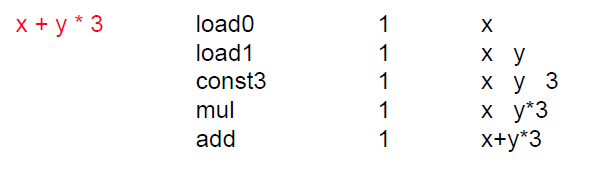 x + y * 3 load0 1 x
load1 1 x y
const3 1 x y 3
mul 1 x y*3
add 1 x+y*3